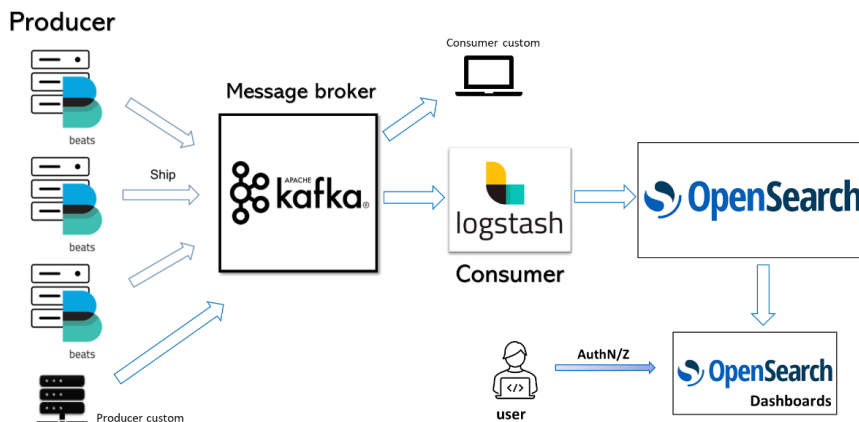 Producer
beats
Ship
beats
beats
Producer custom
Message broker
APACHE
kafka®
Consumer custom
logstash
Consumer
OpenSearch
user
AuthN/Z
OpenSearch
Dashboards